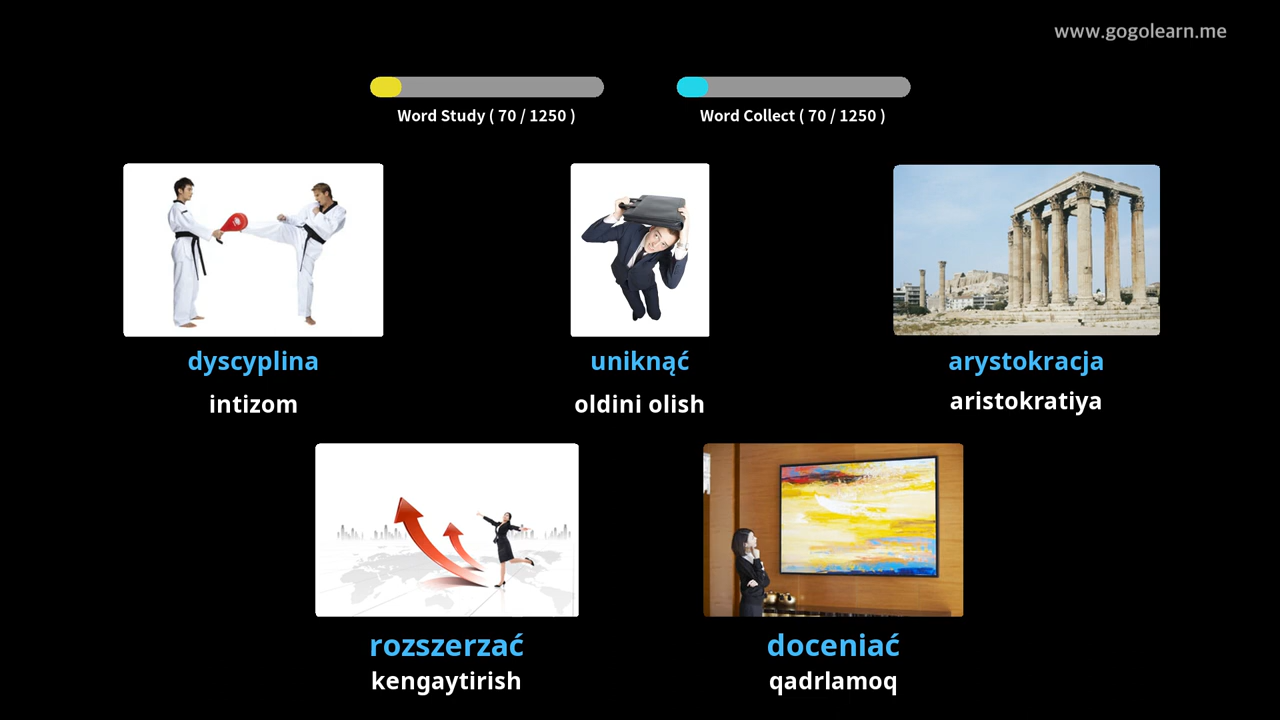 www.gogolearn.me
Word Study ( 70 / 1250 )
Word Collect ( 70 / 1250 )
dyscyplina
intizom
uniknąć
oldini olish
arystokracja
aristokratiya
rozszerzać
kengaytirish
doceniać
qadrlamoq